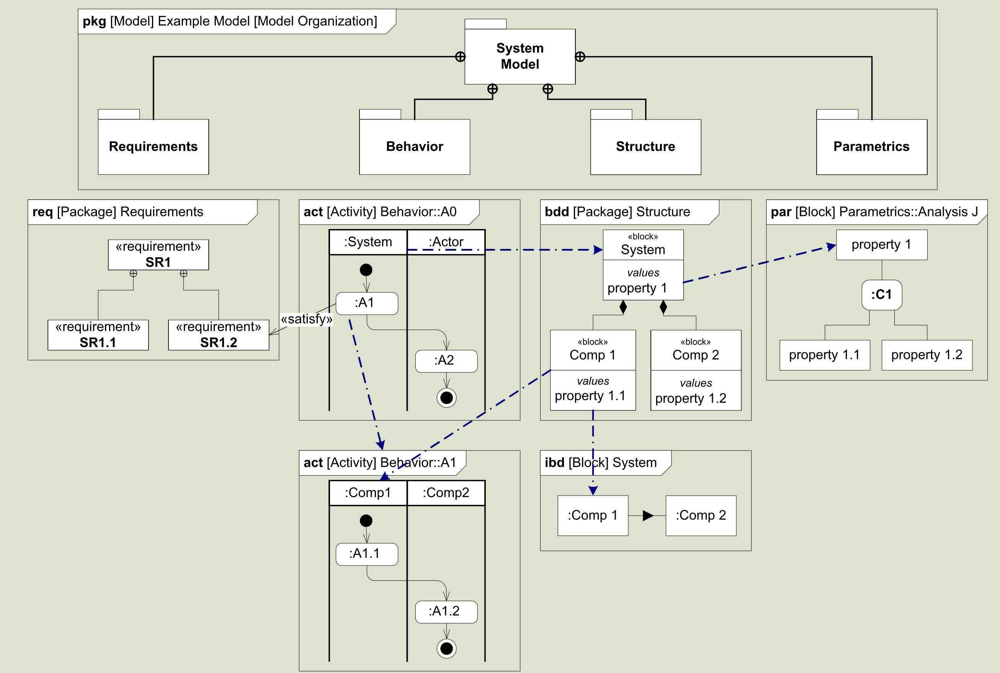 pkg [Model] Example Model [Model Organization]
System
Model
Requirements
Behavior
Structure
Parametrics
req [Package] Requirements
«requirement»
SR1
«requirement»
SR1.1
«requirement»
SR1.2
«satisfy»
act [Activity] Behavior::A0
:System
:Actor
:A1
:A2
bdd [Package] Structure
«block»
System
values
property 1
«block»
Comp 1
values
property 1.1
«block»
Comp 2
values
property 1.2
par [Block] Parametrics::Analysis J
property 1
:C1
property 1.1
property 1.2
act [Activity] Behavior::A1
:Comp1
:Comp2
:A1.1
:A1.2
ibd [Block] System
:Comp 1
:Comp 2